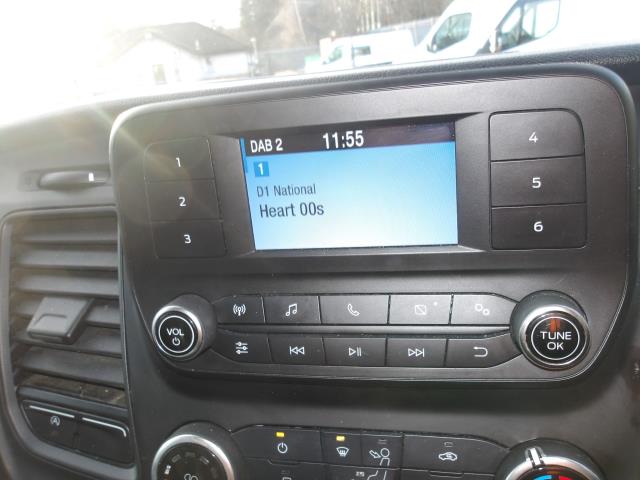 DAB 2 11:55
1
D1 National
Heart 00s
1
2
3
4
5
6
VOL
TUNE
OK
A